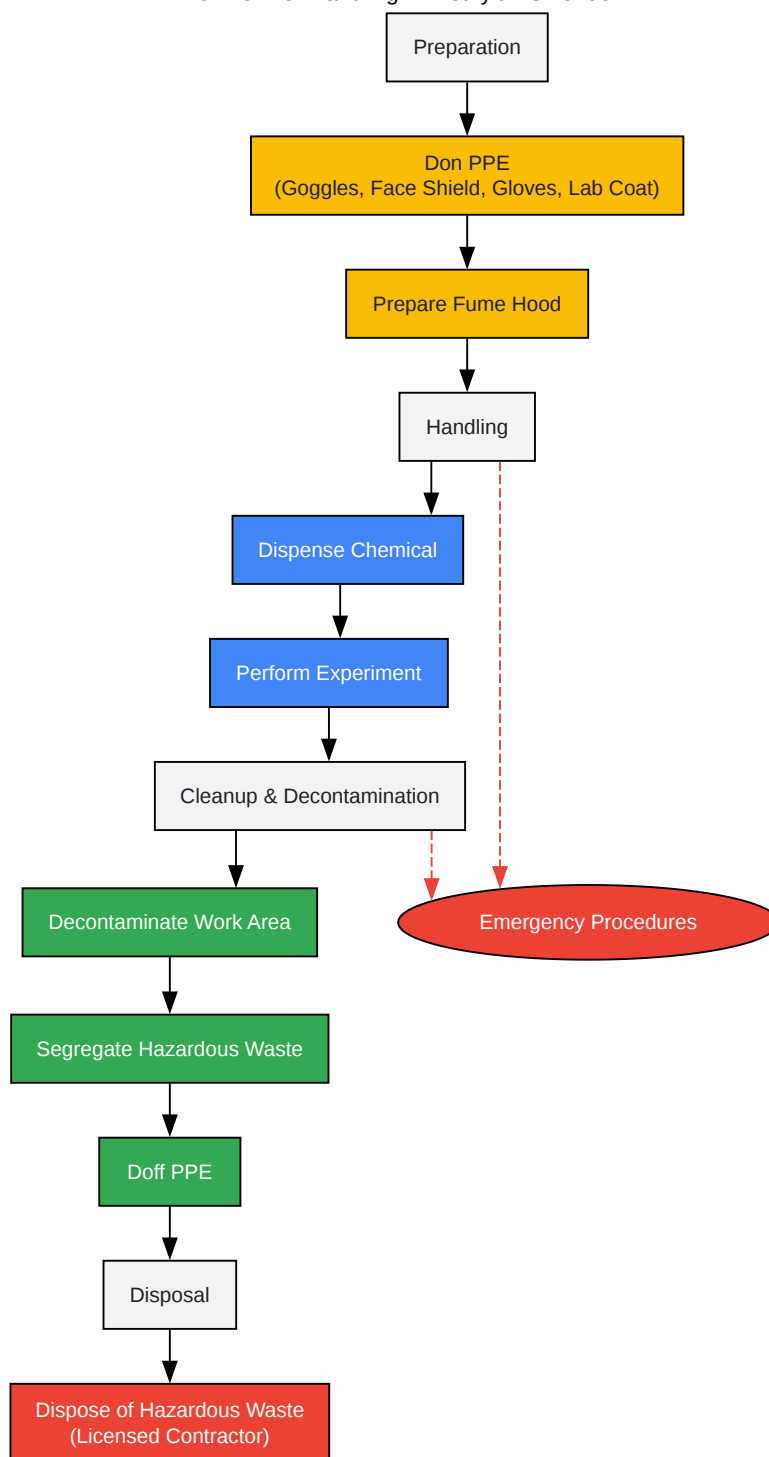 Preparation
Don PPE
(Goggles, Face Shield, Gloves, Lab Coat)
Prepare Fume Hood
Handling
Dispense Chemical
Perform Experiment
Cleanup & Decontamination
Decontaminate Work Area
Emergency Procedures
Segregate Hazardous Waste
Doff PPE
Disposal
Dispose of Hazardous Waste
(Licensed Contractor)